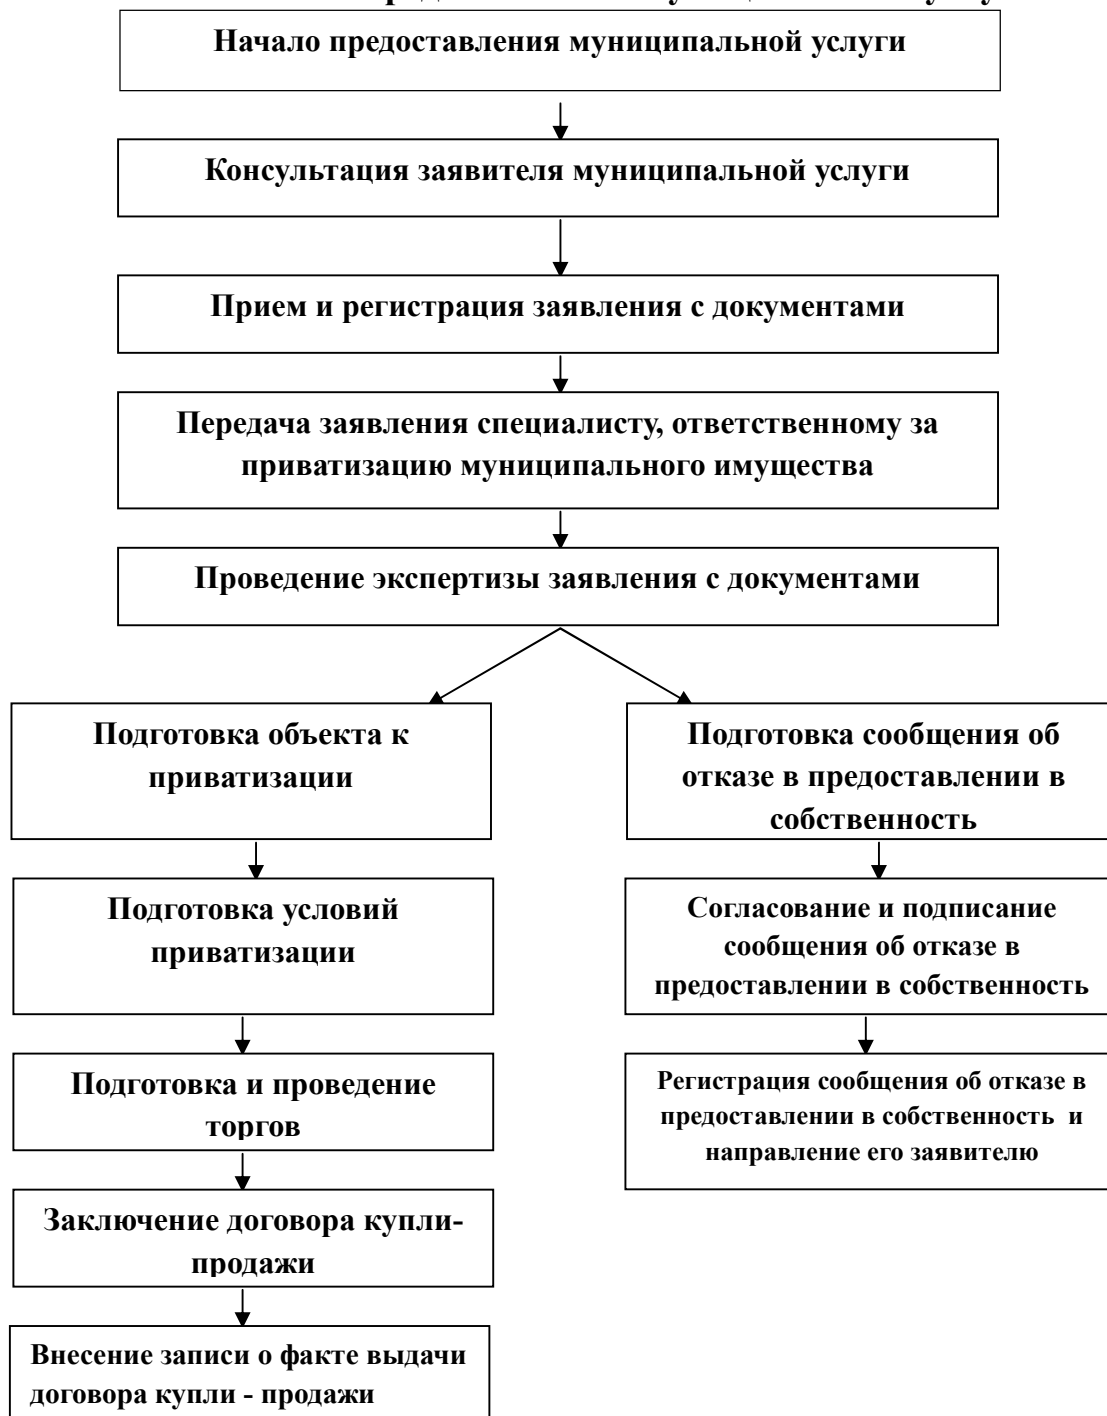 Начало предоставления муниципальной услуги
Консультация заявителя муниципальной услуги
Прием и регистрация заявления с документами
Передача заявления специалисту, ответственному за
приватизацию муниципального имущества
Проведение экспертизы заявления с документами
Подготовка объекта к
приватизации
Подготовка сообщения об
отказе в предоставлении в
собственность
Подготовка условий
приватизации
Согласование и подписание
сообщения об отказе в
предоставлении в собственность
Подготовка и проведение
торгов
Регистрация сообщения об отказе в
предоставлении в собственность и
направление его заявителю
Заключение договора купли-
продажи
Внесение записи о факте выдачи
договора купли - продажи